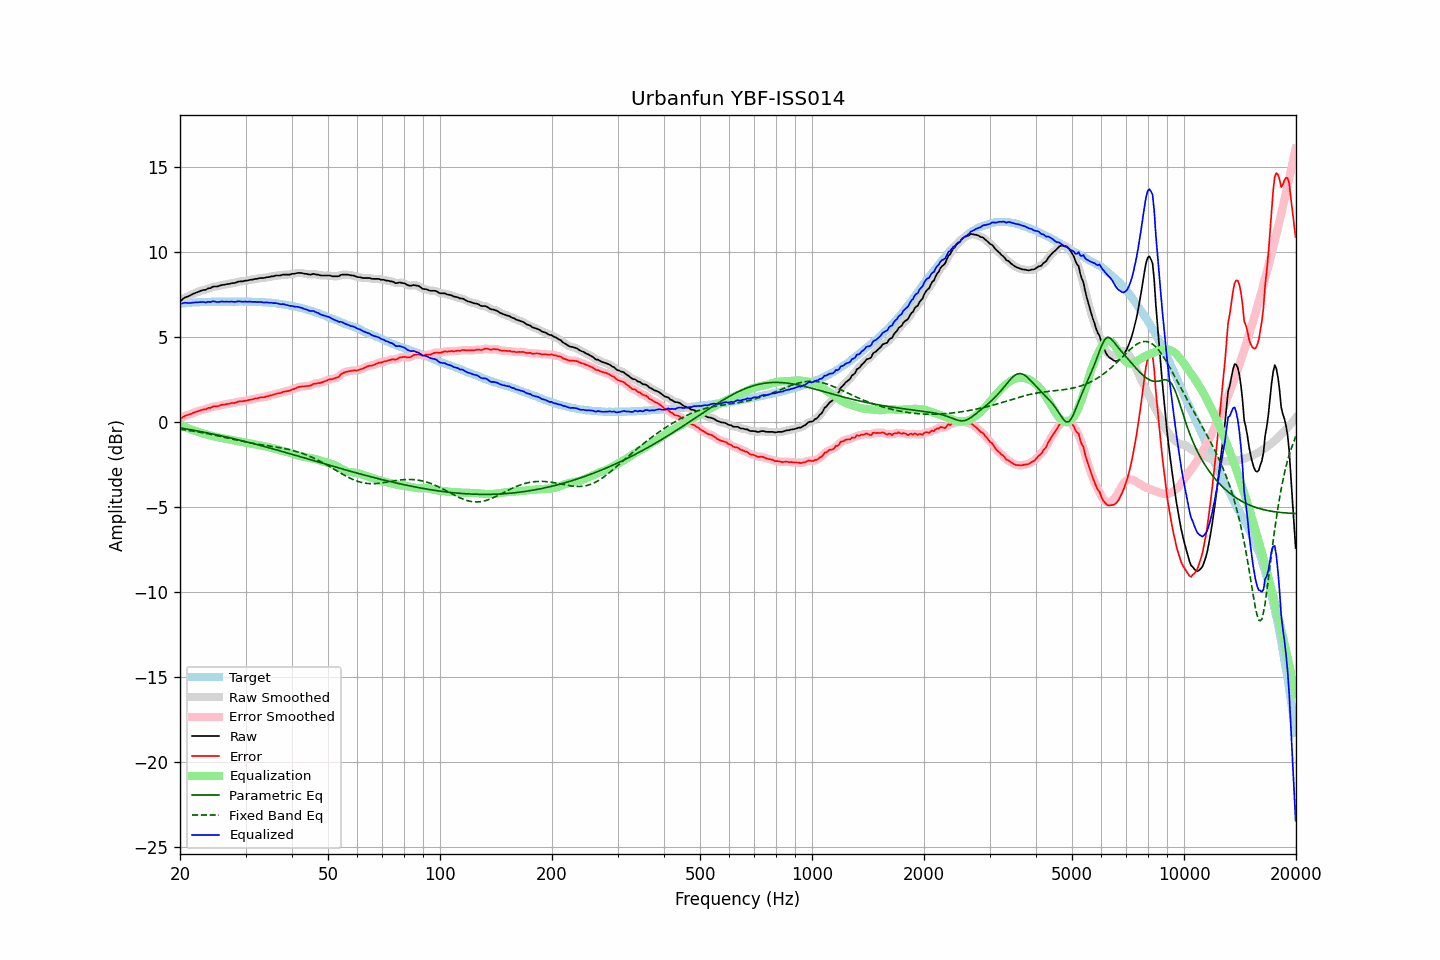 Urbanfun YBF-ISS014
Amplitude (dBr)
15
10
5
0
−5
−10
−15
−20
−25
Target
Raw Smoothed
Error Smoothed
Raw
Error
Equalization
Parametric Eq
Fixed Band Eq
Equalized
20 50 100 200 500 1000 2000 5000 10000 20000
Frequency (Hz)